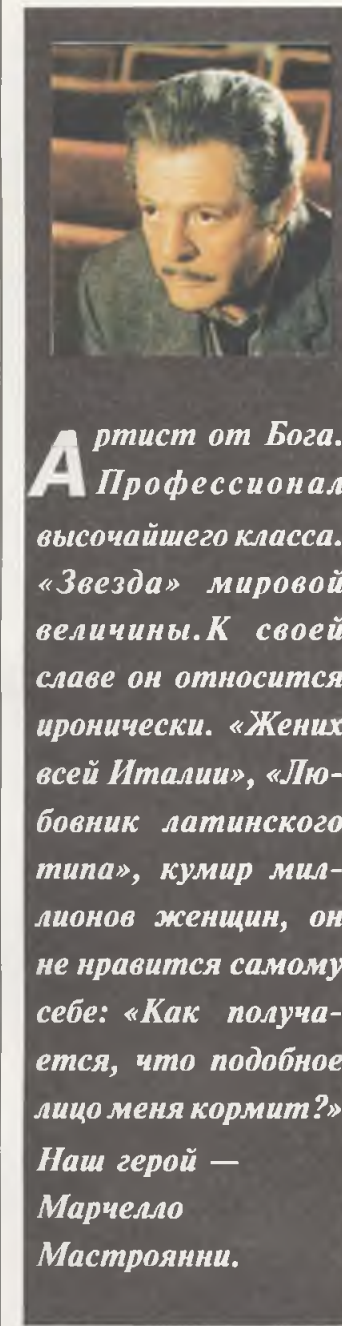 Артист от Бога.
Профессионал
высочайшего класса.
«Звезда» мировой
величины. К своей
славе он относится
иронически. «Жених
всей Италии», «Лю-
бовник латинского
типа», кумир мил-
лионов женщин, он
не нравится самому
себе: «Как получа-
ется, что подобное
лицо меня кормит?»
Наш герой —
Марчелло
Мастроянни.